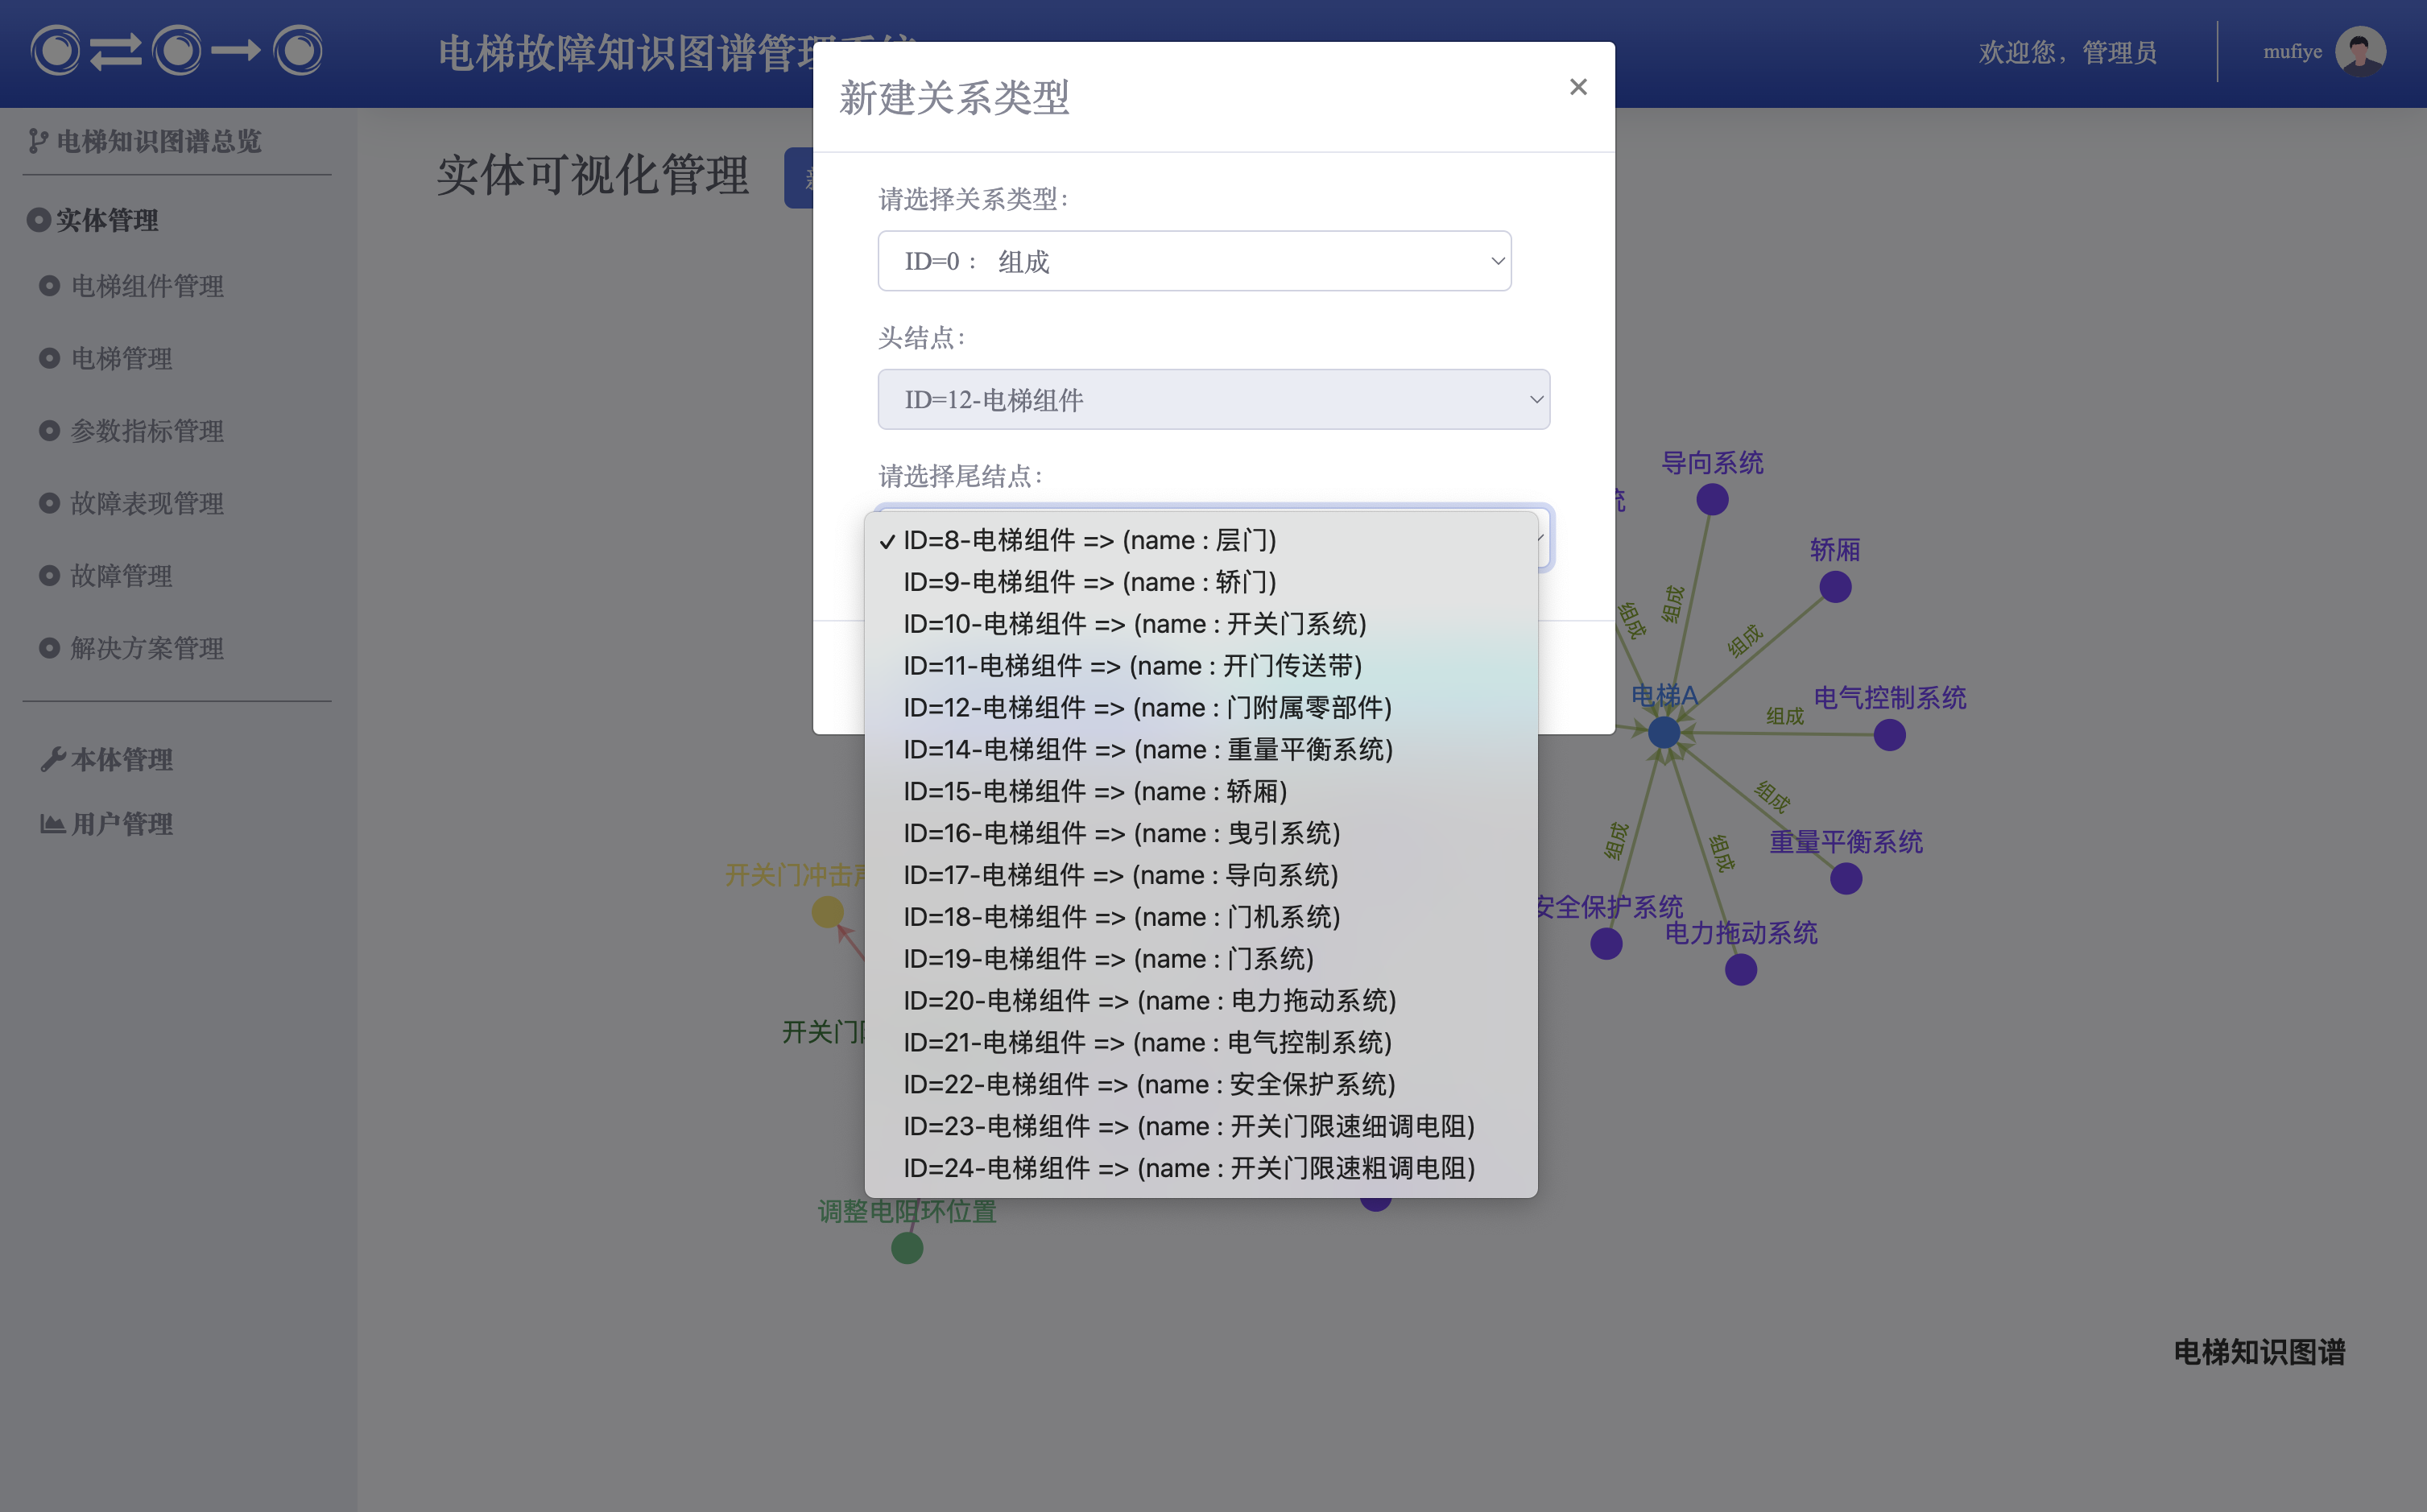 电梯故障知识图谱管理系统
欢迎您，管理员
mufiye
电梯知识图谱总览
实体管理
电梯组件管理
电梯管理
参数指标管理
故障表现管理
故障管理
解决方案管理
本体管理
用户管理
实体可视化管理
新建关系类型
×
请选择关系类型：
ID=0： 组成
头结点：
ID=12-电梯组件
请选择尾结点：
✓ ID=8-电梯组件 => (name : 层门)
ID=9-电梯组件 => (name : 轿门)
ID=10-电梯组件 => (name : 开关门系统)
ID=11-电梯组件 => (name : 开门传送带)
ID=12-电梯组件 => (name : 门附属零部件)
ID=14-电梯组件 => (name : 重量平衡系统)
ID=15-电梯组件 => (name : 轿厢)
ID=16-电梯组件 => (name : 曳引系统)
ID=17-电梯组件 => (name : 导向系统)
ID=18-电梯组件 => (name : 门机系统)
ID=19-电梯组件 => (name : 门系统)
ID=20-电梯组件 => (name : 电力拖动系统)
ID=21-电梯组件 => (name : 电气控制系统)
ID=22-电梯组件 => (name : 安全保护系统)
ID=23-电梯组件 => (name : 开关门限速细调电阻)
ID=24-电梯组件 => (name : 开关门限速粗调电阻)
导向系统
统
轿厢
组成
组成
组成
电梯A
电气控制系统
组成
组成
组成
组成
重量平衡系统
安全保护系统
电力拖动系统
开关门冲击
开关门
调整电阻环位置
电梯知识图谱